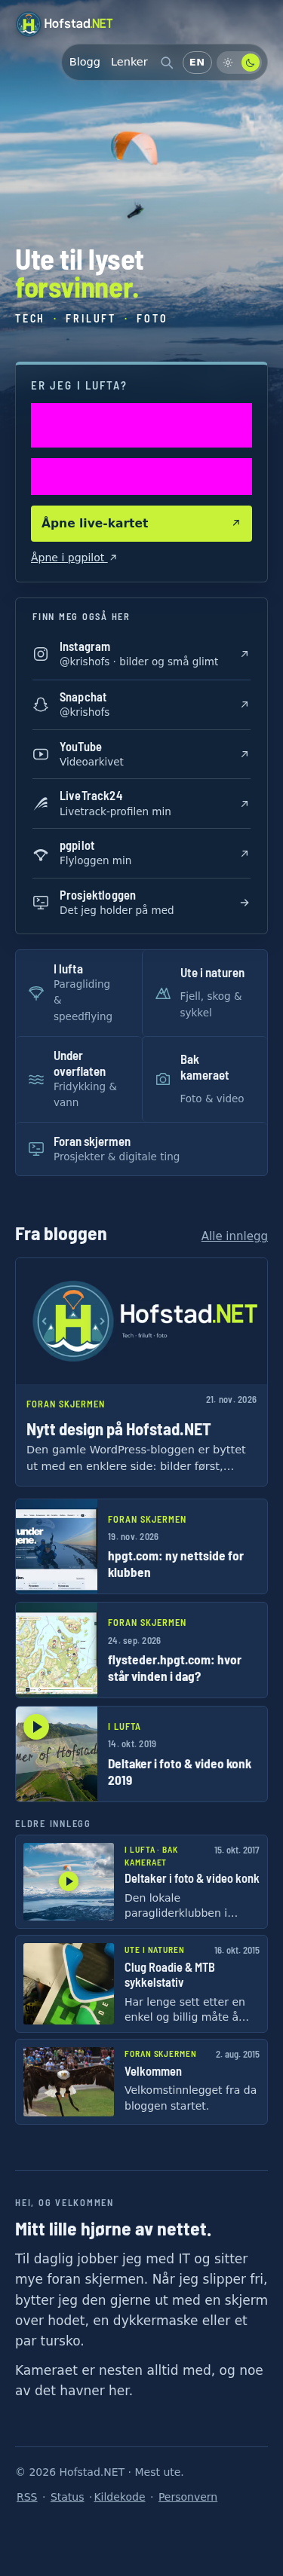 Hofstad.NET
Blogg Lenker EN
Ute til lyset
forsvinner.
TECH · FRILUFT · FOTO
ER JEG I LUFTA?
Åpne live-kartet ↗
Åpne i pgpilot ↗
FINN MEG OGSÅ HER
Instagram
@krishofs · bilder og små glimt ↗
Snapchat
@krishofs ↗
YouTube
Videoarkivet ↗
LiveTrack24
Livetrack-profilen min ↗
pgpilot
Flyloggen min ↗
Prosjektloggen
Det jeg holder på med →
I lufta
Paragliding
&
speedflying
Ute i naturen
Fjell, skog &
sykkel
Under
overflaten
Fridykking &
vann
Bak
kameraet
Foto & video
Foran skjermen
Prosjekter & digitale ting
Fra bloggen
Alle innlegg
Hofstad.NET
Tech · friluft · foto
FORAN SKJERMEN
21. nov. 2026
Nytt design på Hofstad.NET
Den gamle WordPress-bloggen er byttet
ut med en enklere side: bilder først,…
FORAN SKJERMEN
19. nov. 2026
hpgt.com: ny nettside for
klubben
FORAN SKJERMEN
24. sep. 2026
flysteder.hpgt.com: hvor
står vinden i dag?
I LUFTA
14. okt. 2019
Deltaker i foto & video konk
2019
ELDRE INNLEGG
I LUFTA · BAK
KAMERAET
15. okt. 2017
Deltaker i foto & video konk
Den lokale
paragliderklubben i…
UTE I NATUREN
16. okt. 2015
Clug Roadie & MTB
sykkelstativ
Har lenge sett etter en
enkel og billig måte å…
FORAN SKJERMEN
2. aug. 2015
Velkommen
Velkomstinnlegget fra da
bloggen startet.
HEI, OG VELKOMMEN
Mitt lille hjørne av nettet.
Til daglig jobber jeg med IT og sitter
mye foran skjermen. Når jeg slipper fri,
bytter jeg den gjerne ut med en skjerm
over hodet, en dykkermaske eller et
par tursko.
Kameraet er nesten alltid med, og noe
av det havner her.
© 2026 Hofstad.NET · Mest ute.
RSS · Status · Kildekode · Personvern